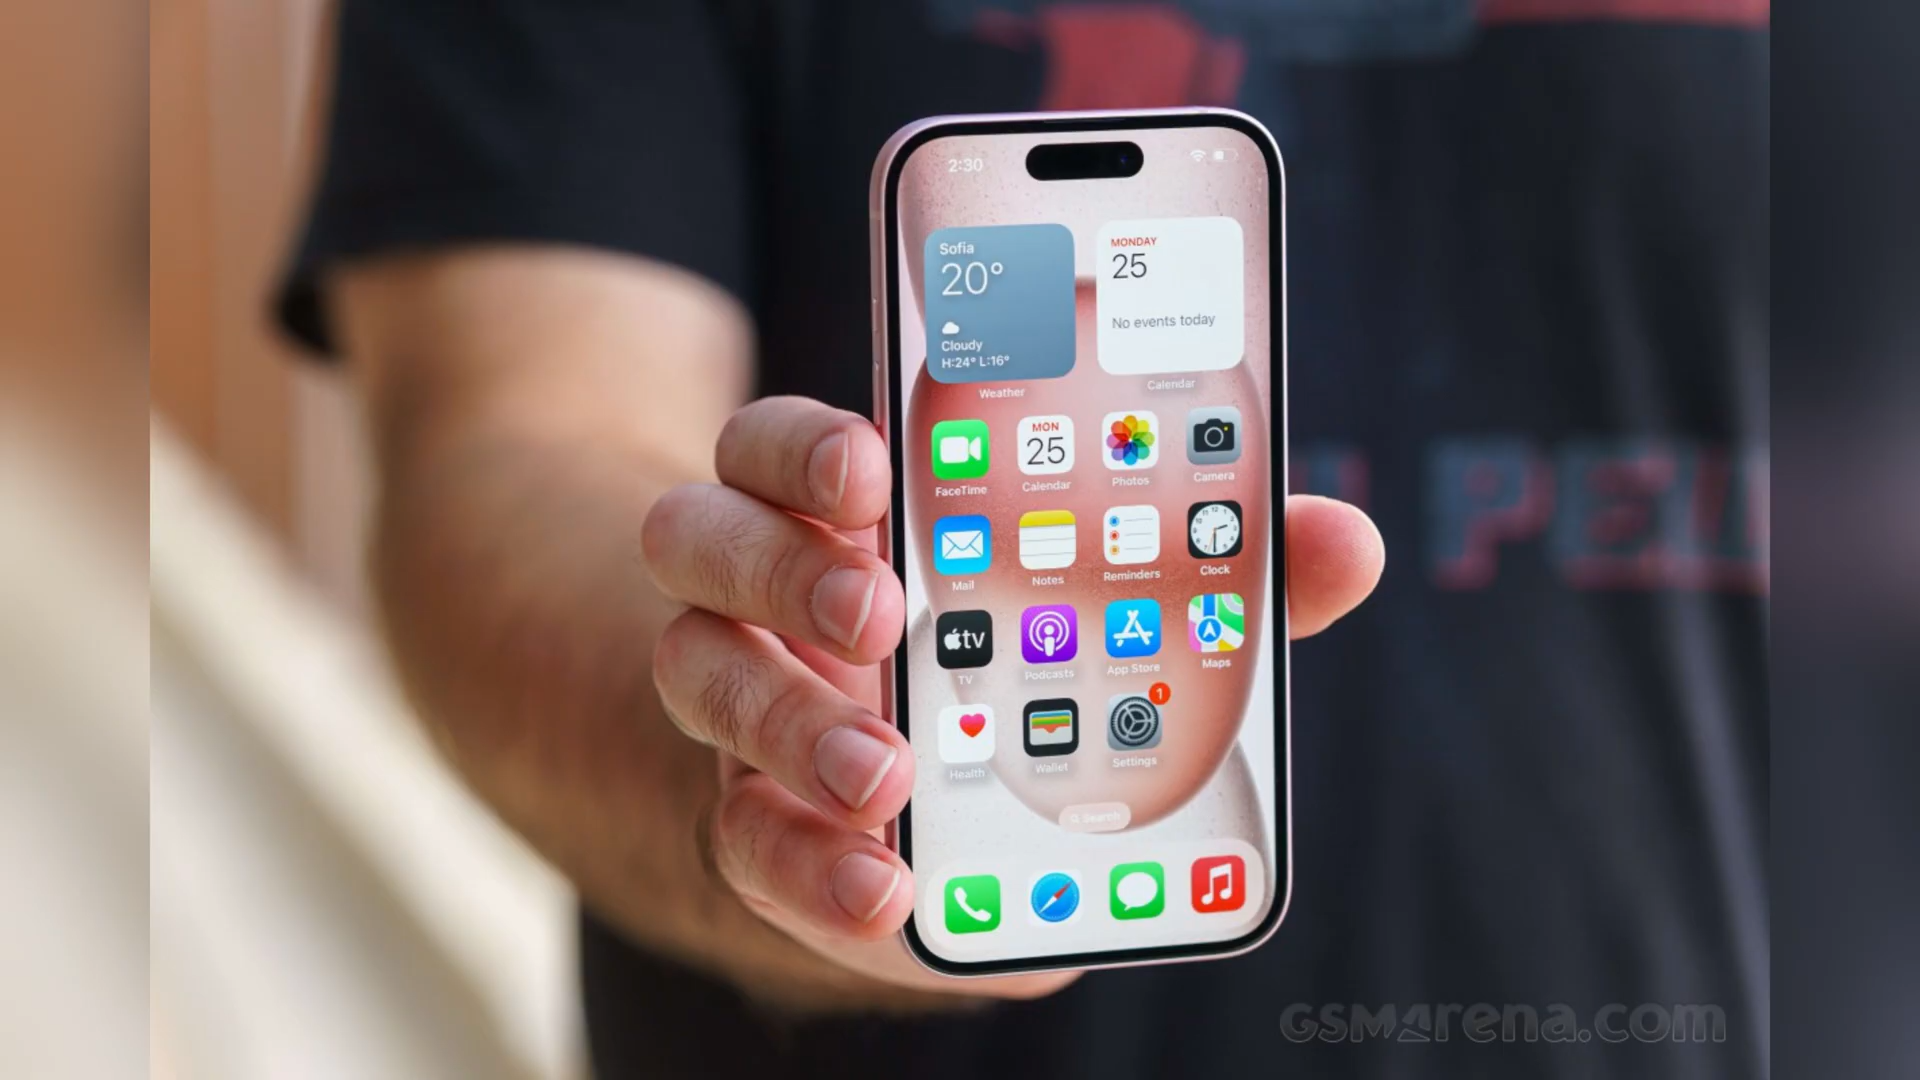 2:30
Sofia
20°
Cloudy
H:24° L:16°
Weather
MONDAY
25
No events today
Calendar
FaceTime
MON
25
Calendar
Photos
Camera
Mail
Notes
Reminders
Clock
tv
TV
Podcasts
App Store
Maps
Health
Wallet
1
Settings
Search
GSMArena.com